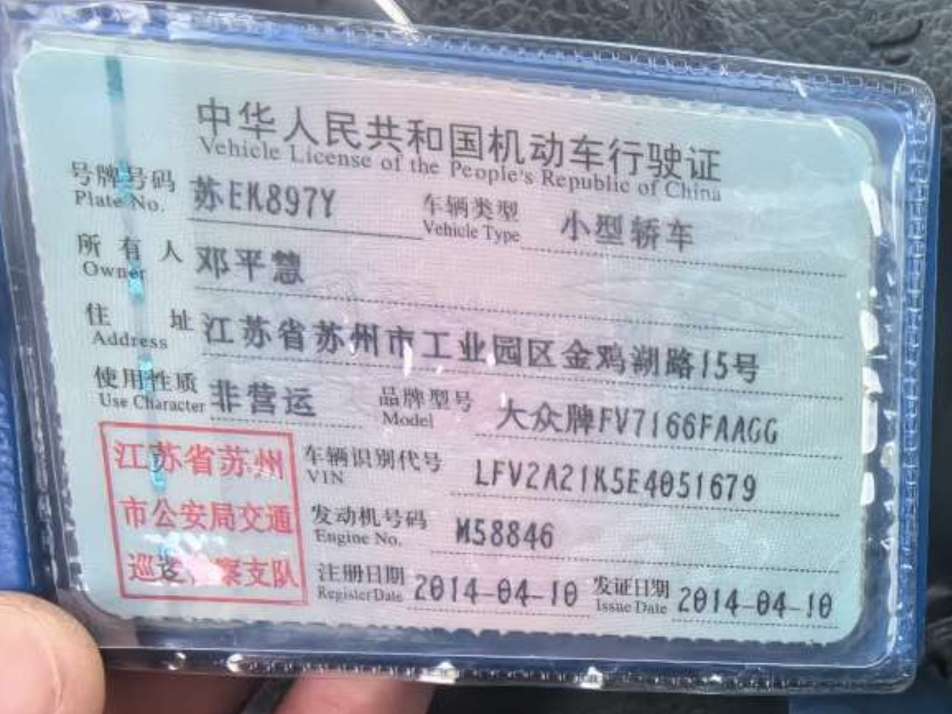 中华人民共和国机动车行驶证
Vehicle License of the People's Republic of China
号牌号码 苏EK897Y 车辆类型 小型轿车
Plate No. Vehicle Type
所有人 邓平慧
Owner
住址 江苏省苏州市工业园区金鸡湖路15号
Address
使用性质 非营运 品牌型号 大众牌FV7166FAAGG
Use Character Model
江苏省苏州
市公安局交通
巡 察支队
车辆识别代号 LFV2A21K5E4051679
VIN
发动机号码 M58846
Engine No.
注册日期 2014-04-10 发证日期 2014-04-10
Register Date Issue Date